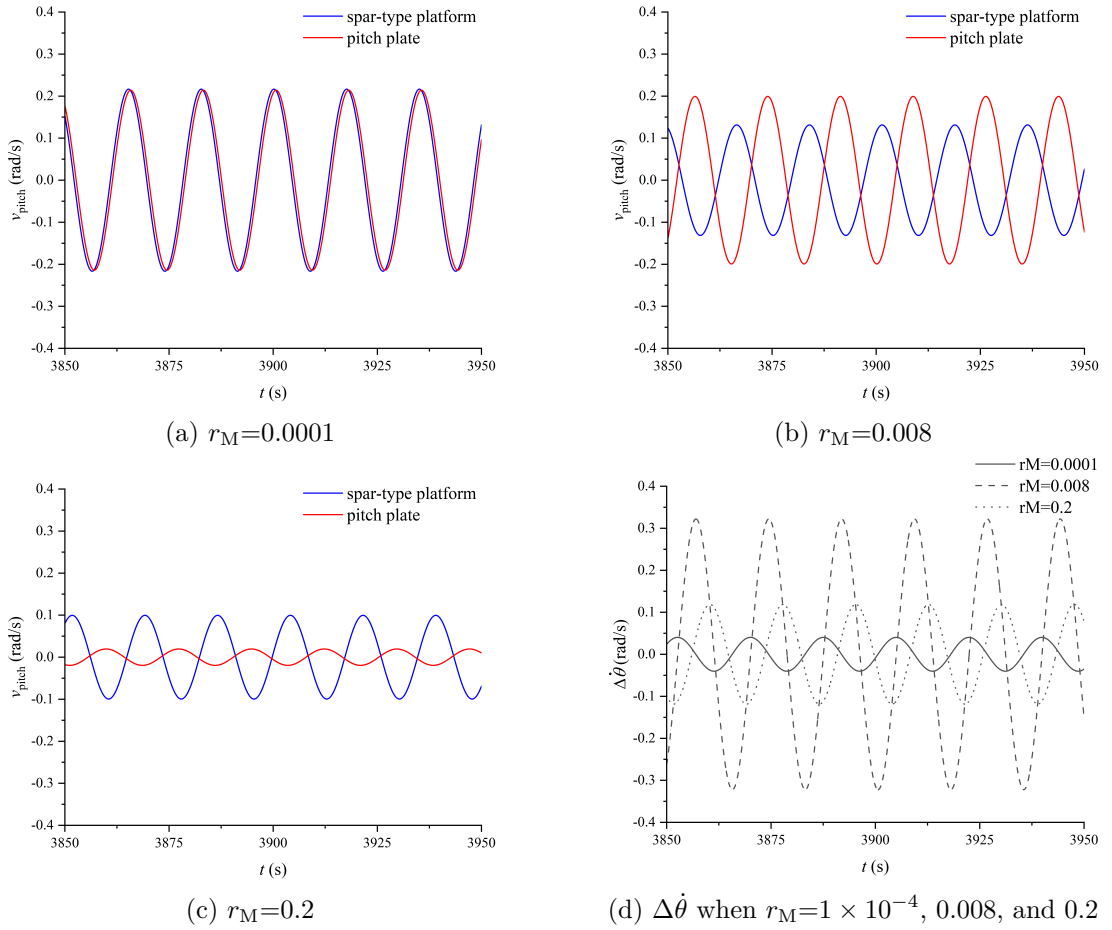 spar-type platform
pitch plate
0.4
0.3
0.2
0.1
0.0
-0.1
-0.2
-0.3
-0.4
v_pitch (rad/s)
3850 3875 3900 3925 3950
t (s)
(a) r_M=0.0001
spar-type platform
pitch plate
0.4
0.3
0.2
0.1
0.0
-0.1
-0.2
-0.3
-0.4
v_pitch (rad/s)
3850 3875 3900 3925 3950
t (s)
(b) r_M=0.008
spar-type platform
pitch plate
0.4
0.3
0.2
0.1
0.0
-0.1
-0.2
-0.3
-0.4
v_pitch (rad/s)
3850 3875 3900 3925 3950
t (s)
(c) r_M=0.2
rM=0.0001
rM=0.008
rM=0.2
0.4
0.3
0.2
0.1
0.0
-0.1
-0.2
-0.3
-0.4
Δθ̇ (rad/s)
3850 3875 3900 3925 3950
t (s)
(d) Δθ̇ when r_M=1 × 10⁻⁴, 0.008, and 0.2